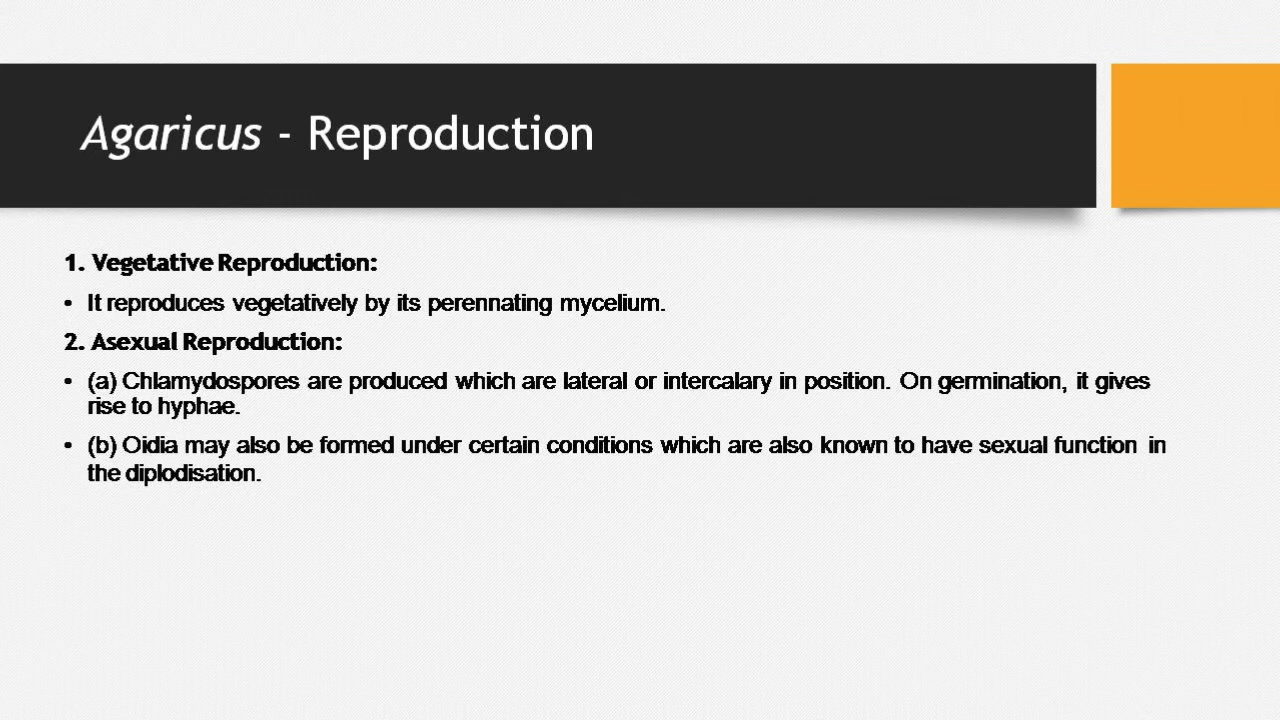 Agaricus - Reproduction
1. Vegetative Reproduction:
• It reproduces vegetatively by its perennating mycelium.
2. Asexual Reproduction:
• (a) Chlamydospores are produced which are lateral or intercalary in position. On germination, it gives
rise to hyphae.
• (b) Oidia may also be formed under certain conditions which are also known to have sexual function in
the diplodisation.